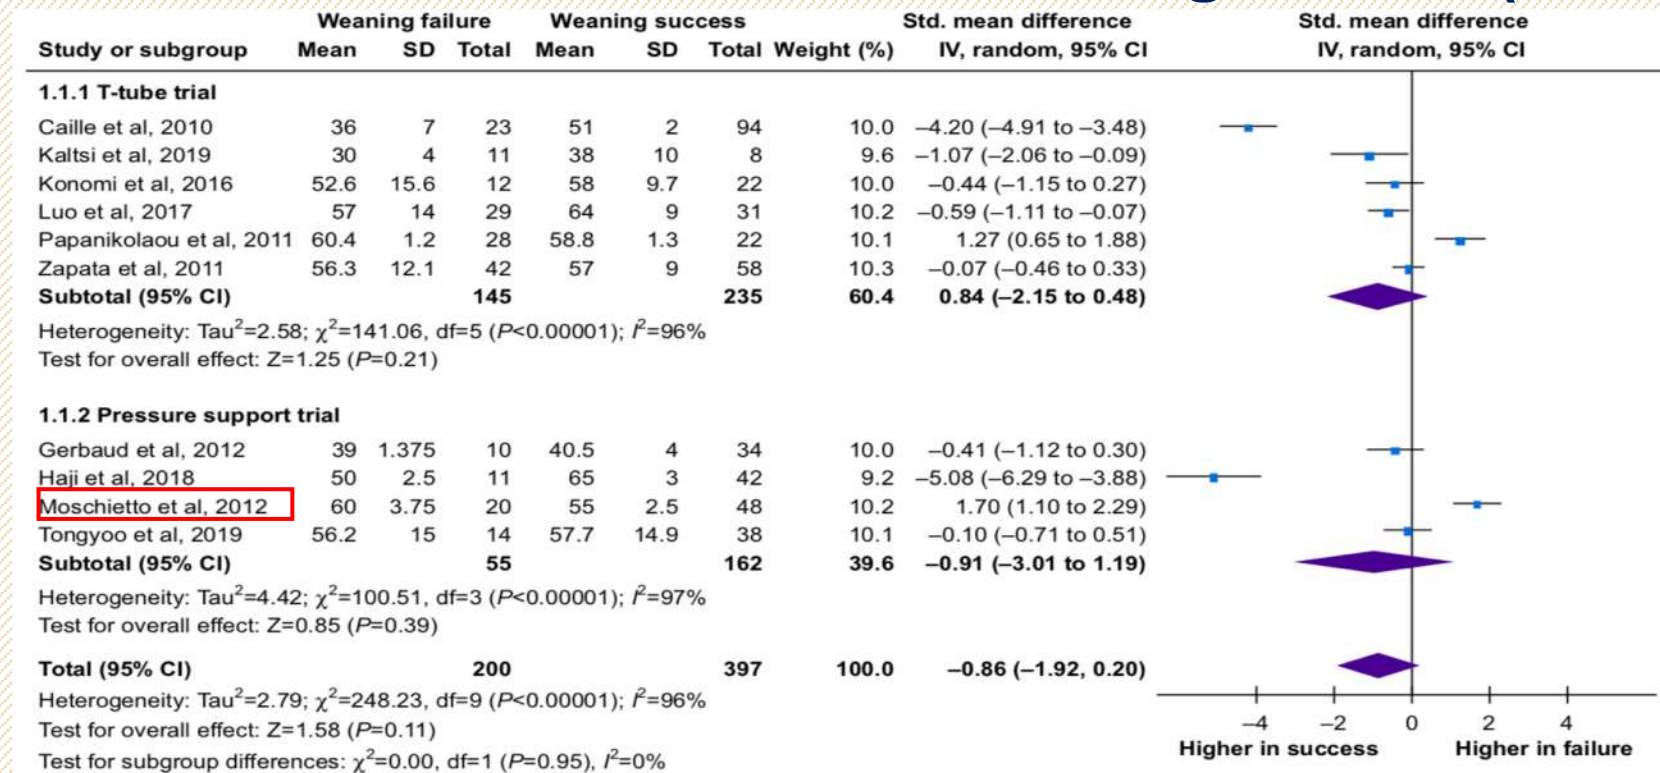 Weaning failure Weaning success Std. mean difference Std. mean difference
Study or subgroup Mean SD Total Mean SD Total Weight (%) IV, random, 95% CI IV, random, 95% CI
1.1.1 T-tube trial
Caille et al, 2010 36 7 23 51 2 94 10.0 –4.20 (–4.91 to –3.48)
Kaltsi et al, 2019 30 4 11 38 10 8 9.6 –1.07 (–2.06 to –0.09)
Konomi et al, 2016 52.6 15.6 12 58 9.7 22 10.0 –0.44 (–1.15 to 0.27)
Luo et al, 2017 57 14 29 64 9 31 10.2 –0.59 (–1.11 to –0.07)
Papanikolaou et al, 2011 60.4 1.2 28 58.8 1.3 22 10.1 1.27 (0.65 to 1.88)
Zapata et al, 2011 56.3 12.1 42 57 9 58 10.3 –0.07 (–0.46 to 0.33)
Subtotal (95% CI) 145 235 60.4 0.84 (–2.15 to 0.48)
Heterogeneity: Tau²=2.58; χ²=141.06, df=5 (P<0.00001); I²=96%
Test for overall effect: Z=1.25 (P=0.21)
1.1.2 Pressure support trial
Gerbaud et al, 2012 39 1.375 10 40.5 4 34 10.0 –0.41 (–1.12 to 0.30)
Haji et al, 2018 50 2.5 11 65 3 42 9.2 –5.08 (–6.29 to –3.88)
Moschietto et al, 2012 60 3.75 20 55 2.5 48 10.2 1.70 (1.10 to 2.29)
Tongyoo et al, 2019 56.2 15 14 57.7 14.9 38 10.1 –0.10 (–0.71 to 0.51)
Subtotal (95% CI) 55 162 39.6 –0.91 (–3.01 to 1.19)
Heterogeneity: Tau²=4.42; χ²=100.51, df=3 (P<0.00001); I²=97%
Test for overall effect: Z=0.85 (P=0.39)
Total (95% CI) 200 397 100.0 –0.86 (–1.92, 0.20)
Heterogeneity: Tau²=2.79; χ²=248.23, df=9 (P<0.00001); I²=96%
Test for overall effect: Z=1.58 (P=0.11)
Test for subgroup differences: χ²=0.00, df=1 (P=0.95), I²=0%
–4 –2 0 2 4
Higher in success Higher in failure